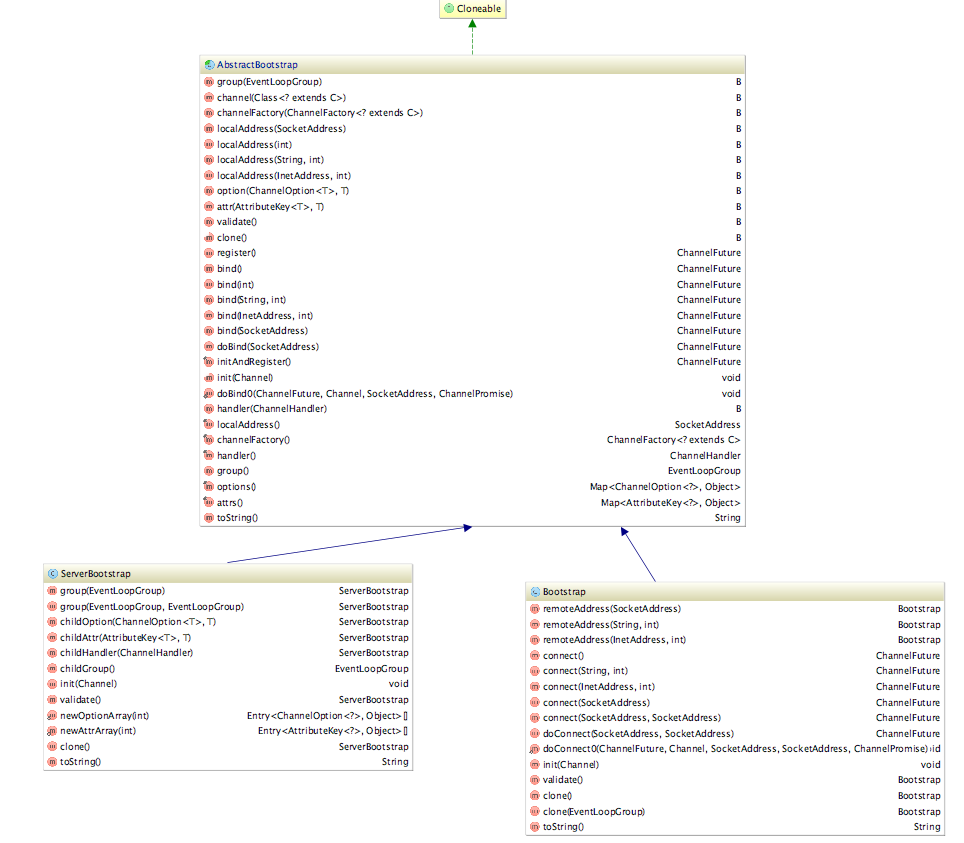 Cloneable
AbstractBootstrap
group(EventLoopGroup) B
channel(Class<? extends C>) B
channelFactory(ChannelFactory<? extends C>) B
localAddress(SocketAddress) B
localAddress(int) B
localAddress(String, int) B
localAddress(InetAddress, int) B
option(ChannelOption<T>, T) B
attr(AttributeKey<T>, T) B
validate() B
clone() B
register() ChannelFuture
bind() ChannelFuture
bind(int) ChannelFuture
bind(String, int) ChannelFuture
bind(InetAddress, int) ChannelFuture
bind(SocketAddress) ChannelFuture
doBind(SocketAddress) ChannelFuture
initAndRegister() ChannelFuture
init(Channel) void
doBind0(ChannelFuture, Channel, SocketAddress, ChannelPromise) void
handler(ChannelHandler) B
localAddress() SocketAddress
channelFactory() ChannelFactory<? extends C>
handler() ChannelHandler
group() EventLoopGroup
options() Map<ChannelOption<?>, Object>
attrs() Map<AttributeKey<?>, Object>
toString() String
ServerBootstrap
group(EventLoopGroup) ServerBootstrap
group(EventLoopGroup, EventLoopGroup) ServerBootstrap
childOption(ChannelOption<T>, T) ServerBootstrap
childAttr(AttributeKey<T>, T) ServerBootstrap
childHandler(ChannelHandler) ServerBootstrap
childGroup() EventLoopGroup
init(Channel) void
validate() ServerBootstrap
newOptionArray(int) Entry<ChannelOption<?>, Object>[]
newAttrArray(int) Entry<AttributeKey<?>, Object>[]
clone() ServerBootstrap
toString() String
Bootstrap
remoteAddress(SocketAddress) Bootstrap
remoteAddress(String, int) Bootstrap
remoteAddress(InetAddress, int) Bootstrap
connect() ChannelFuture
connect(String, int) ChannelFuture
connect(InetAddress, int) ChannelFuture
connect(SocketAddress) ChannelFuture
connect(SocketAddress, SocketAddress) ChannelFuture
doConnect(SocketAddress, SocketAddress) ChannelFuture
doConnect0(ChannelFuture, Channel, SocketAddress, SocketAddress, ChannelPromise) id
init(Channel) void
validate() Bootstrap
clone() Bootstrap
clone(EventLoopGroup) Bootstrap
toString() String